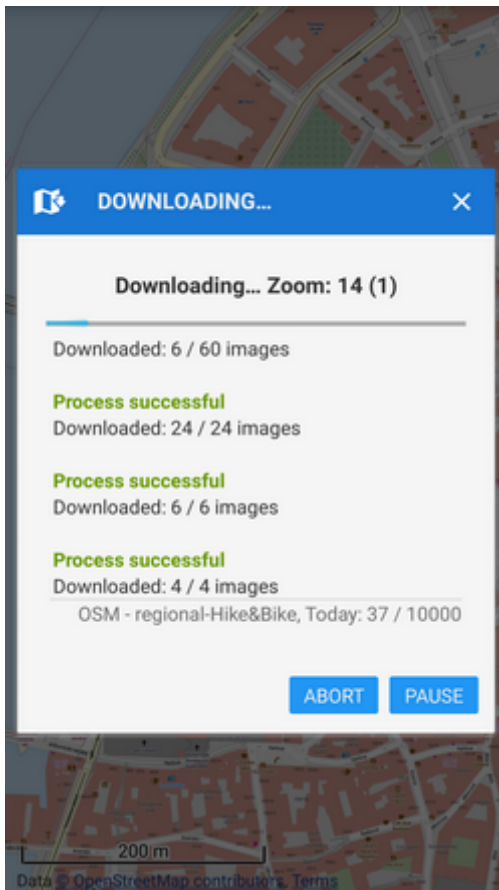 DOWNLOADING...
Downloading... Zoom: 14 (1)
Downloaded: 6 / 60 images
Process successful
Downloaded: 24 / 24 images
Process successful
Downloaded: 6 / 6 images
Process successful
Downloaded: 4 / 4 images
OSM - regional-Hike&Bike, Today: 37 / 10000
ABORT PAUSE
200 m
Data © OpenStreetMap contributors, Terms